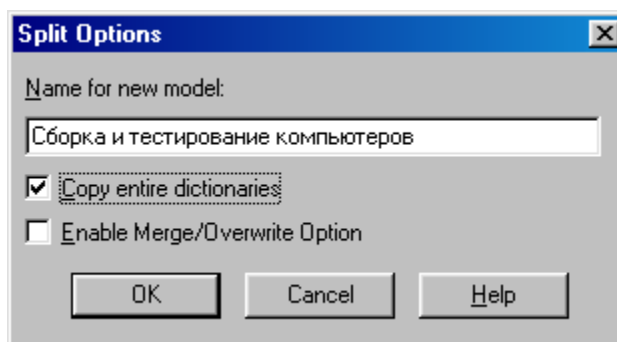 Split Options
Name for new model:
Сборка и тестирование компьютеров
Copy entire dictionaries
Enable Merge/Overwrite Option
OK Cancel Help